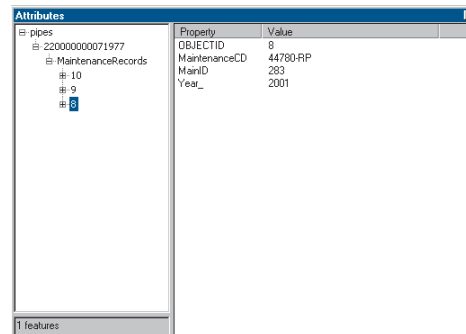 Attributes
pipes
220000000071977
MaintenanceRecords
10
9
8
Property Value
OBJECTID 8
MaintenanceCD 44780-RP
MainID 283
Year_ 2001
1 features